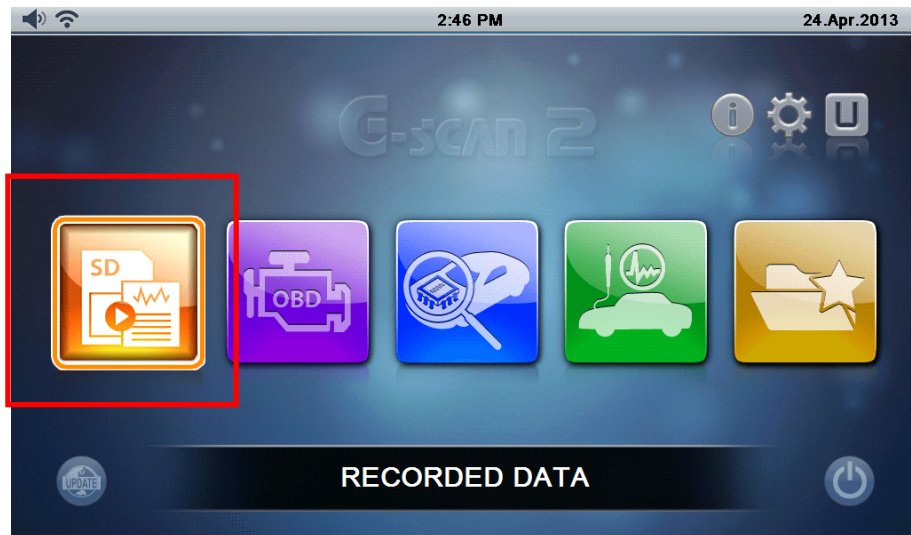 2:46 PM
24.Apr.2013
G-scan 2
i
U
SD
OBD
UPDATE
RECORDED DATA